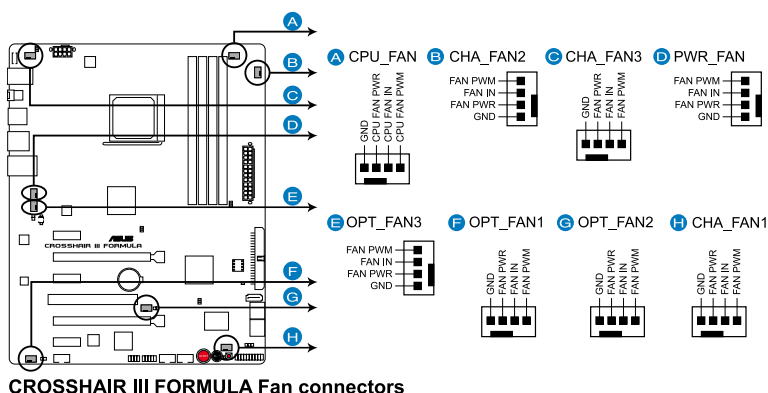 A
B
C
D
E
F
G
H
ASUS
CROSSHAIR III FORMULA
A CPU_FAN
GND
CPU FAN PWR
CPU FAN IN
CPU FAN PWM
B CHA_FAN2
FAN PWM
FAN IN
FAN PWR
GND
C CHA_FAN3
GND
FAN PWR
FAN IN
FAN PWM
D PWR_FAN
FAN PWM
FAN IN
FAN PWR
GND
E OPT_FAN3
FAN PWM
FAN IN
FAN PWR
GND
F OPT_FAN1
GND
FAN PWR
FAN IN
FAN PWM
G OPT_FAN2
GND
FAN PWR
FAN IN
FAN PWM
H CHA_FAN1
GND
FAN PWR
FAN IN
FAN PWM
CROSSHAIR III FORMULA Fan connectors